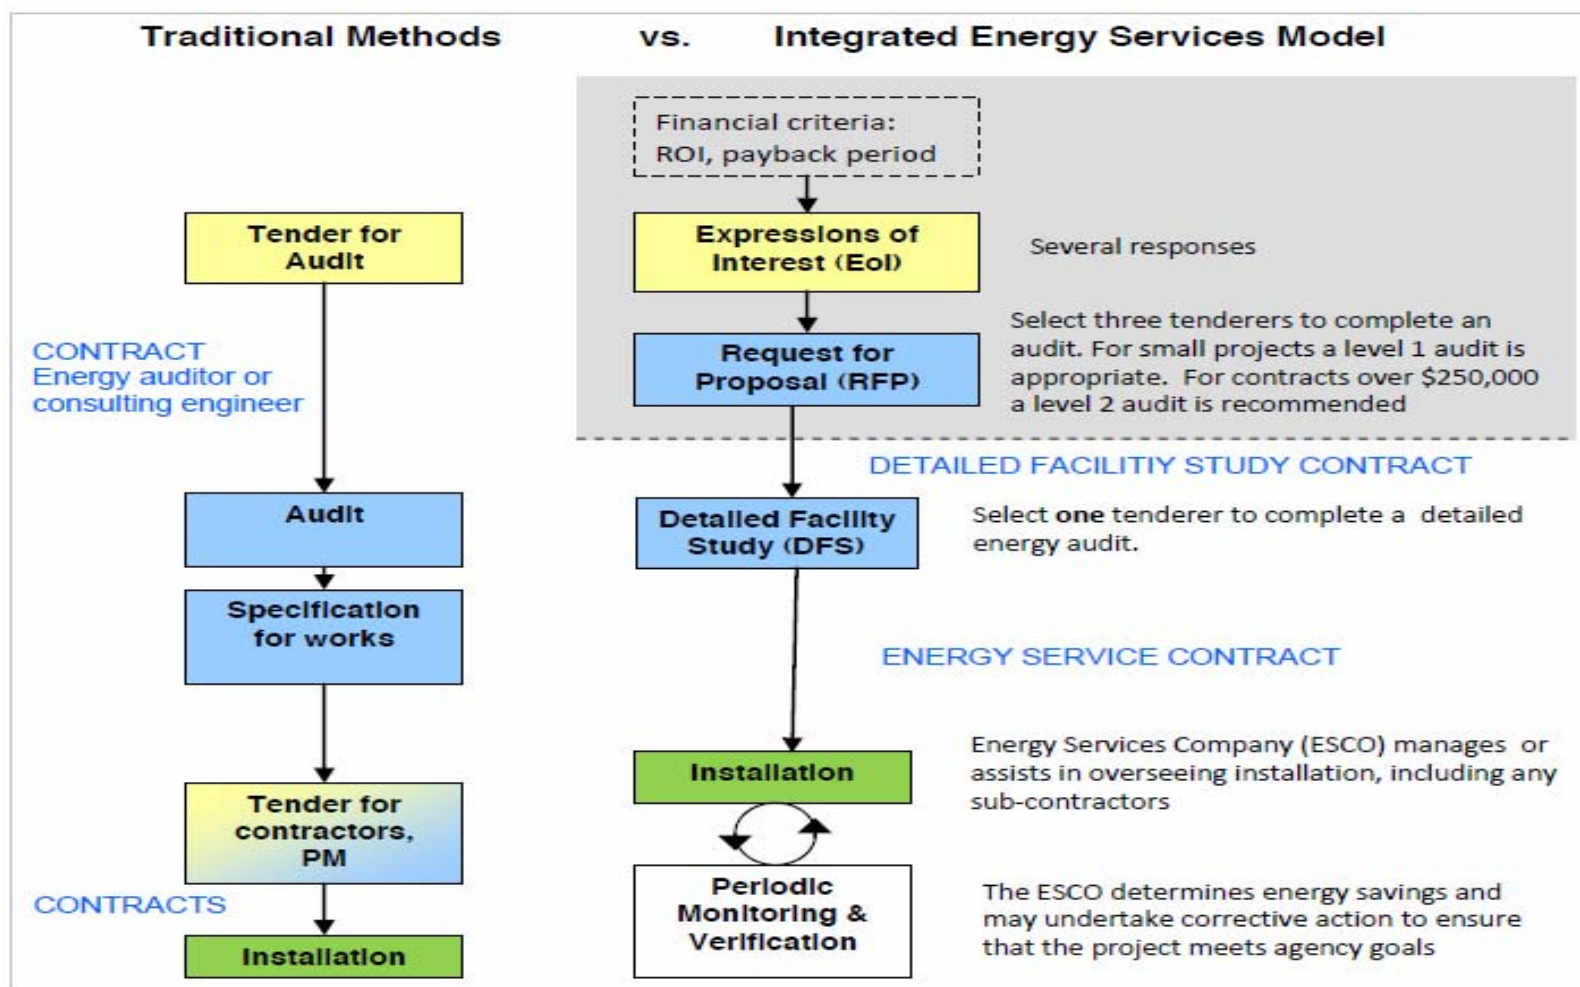 Traditional Methods vs. Integrated Energy Services Model
Tender for
Audit
CONTRACT
Energy auditor or
consulting engineer
Audit
Specification
for works
Tender for
contractors,
PM
CONTRACTS
Installation
Financial criteria:
ROI, payback period
Expressions of
Interest (EoI)
Several responses
Request for
Proposal (RFP)
Select three tenderers to complete an
audit. For small projects a level 1 audit is
appropriate. For contracts over $250,000
a level 2 audit is recommended
DETAILED FACILITIY STUDY CONTRACT
Detailed Facility
Study (DFS)
Select one tenderer to complete a detailed
energy audit.
ENERGY SERVICE CONTRACT
Installation
Energy Services Company (ESCO) manages or
assists in overseeing installation, including any
sub-contractors
Periodic
Monitoring &
Verification
The ESCO determines energy savings and
may undertake corrective action to ensure
that the project meets agency goals